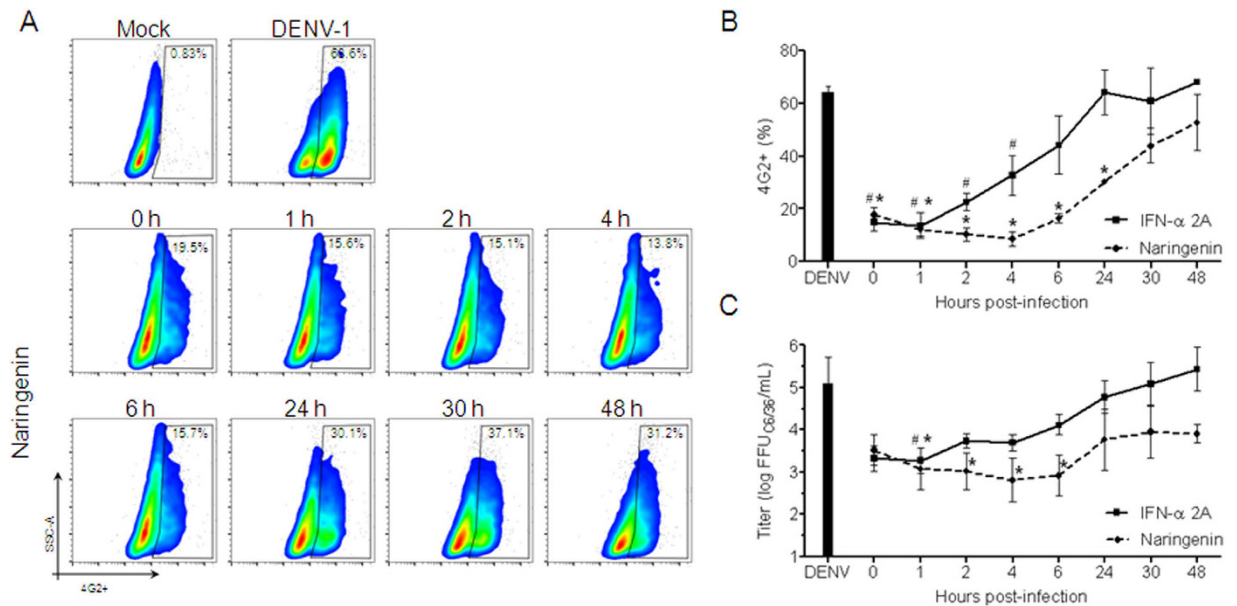 A
Mock DENV-1
0.83%
0 h 1 h 2 h 4 h
19.5% 15.6% 15.1% 13.8%
Naringenin
6 h 24 h 30 h 48 h
15.7% 30.1% 37.1% 31.2%
SSC-A
4G2+
B
80
60
40
20
0
4G2+ (%)
#* #* # # * * * *
IFN-α 2A
Naringenin
DENV 0 1 2 4 6 24 30 48
Hours post-infection
C
6
5
4
3
2
1
Titer (log FFU C6/36/mL)
#* * * *
IFN-α 2A
Naringenin
DENV 0 1 2 4 6 24 30 48
Hours post-infection